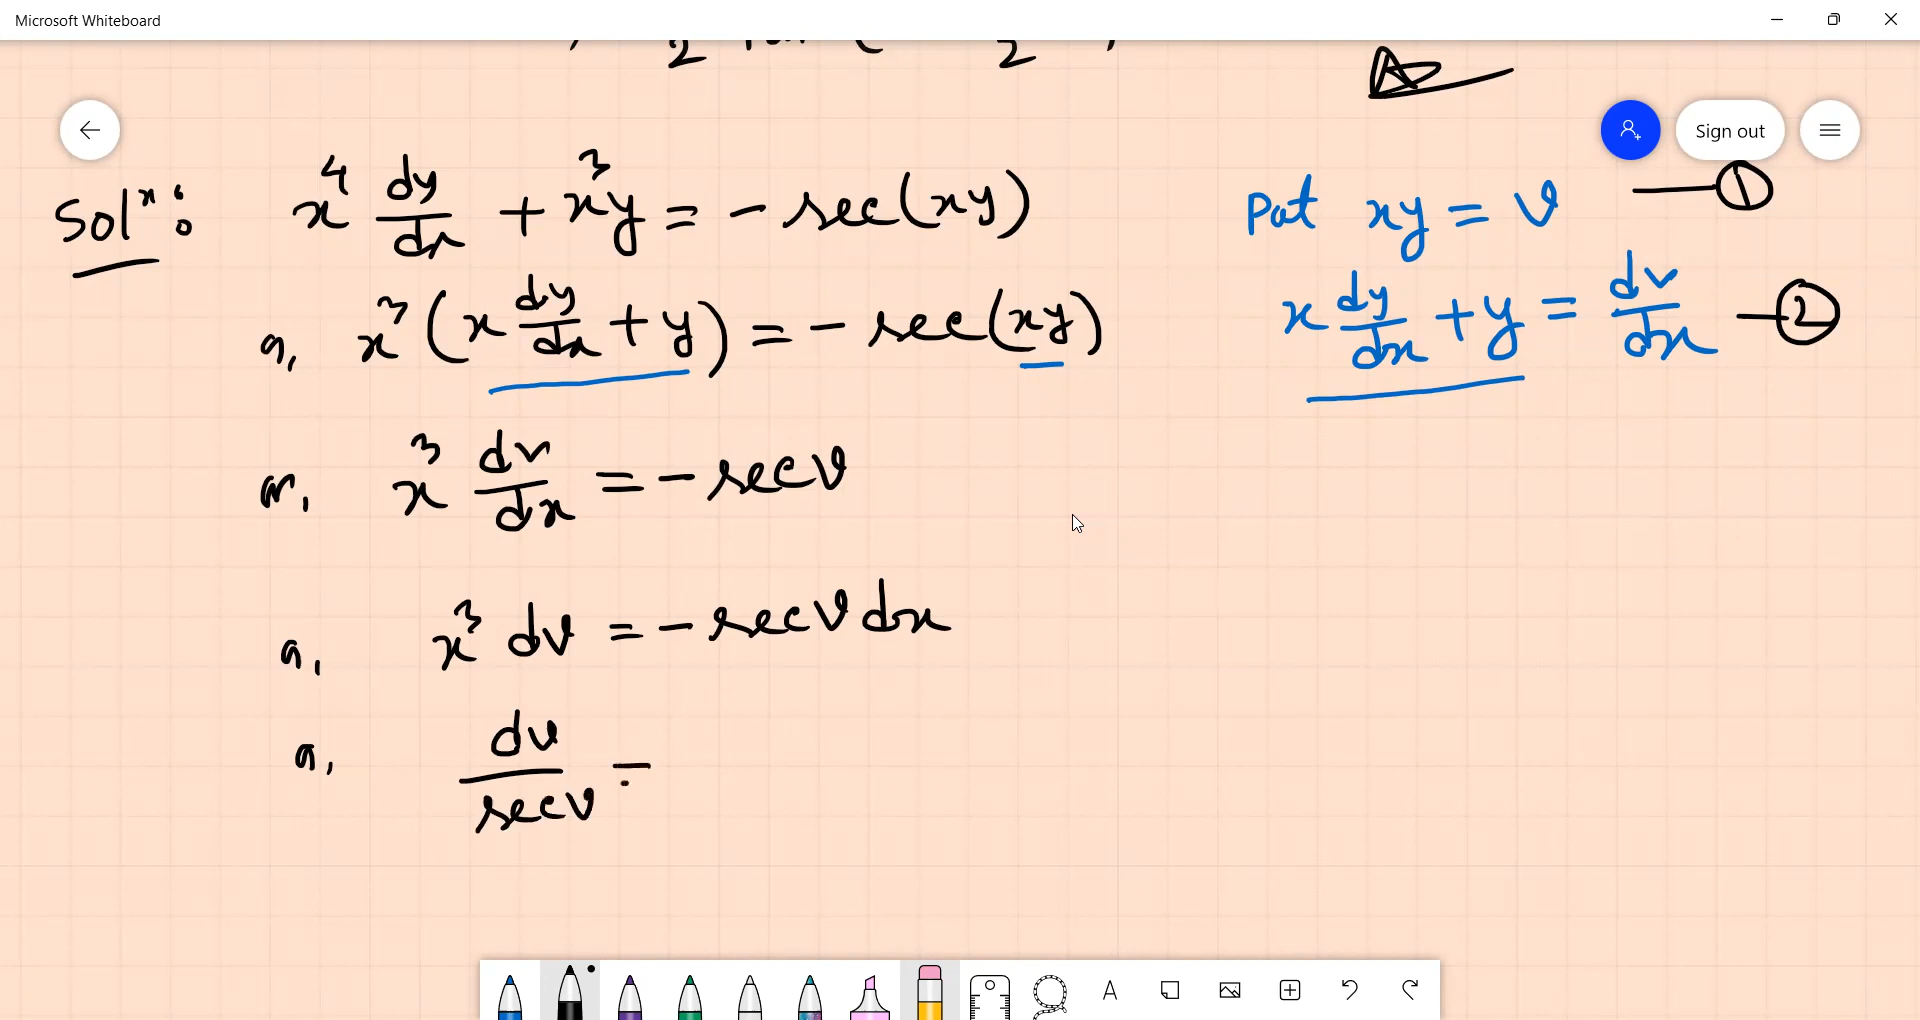 Microsoft Whiteboard
2 2
Sign out
Solⁿ: x⁴ dy/dx + x³y = - sec(xy)
Put xy = v — ①
or, x³(x dy/dx + y) = - sec(xy)
x dy/dx + y = dv/dx — ②
or, x³ dv/dx = - sec v
or, x³ dv = - sec v dx
or, dv/sec v =
A